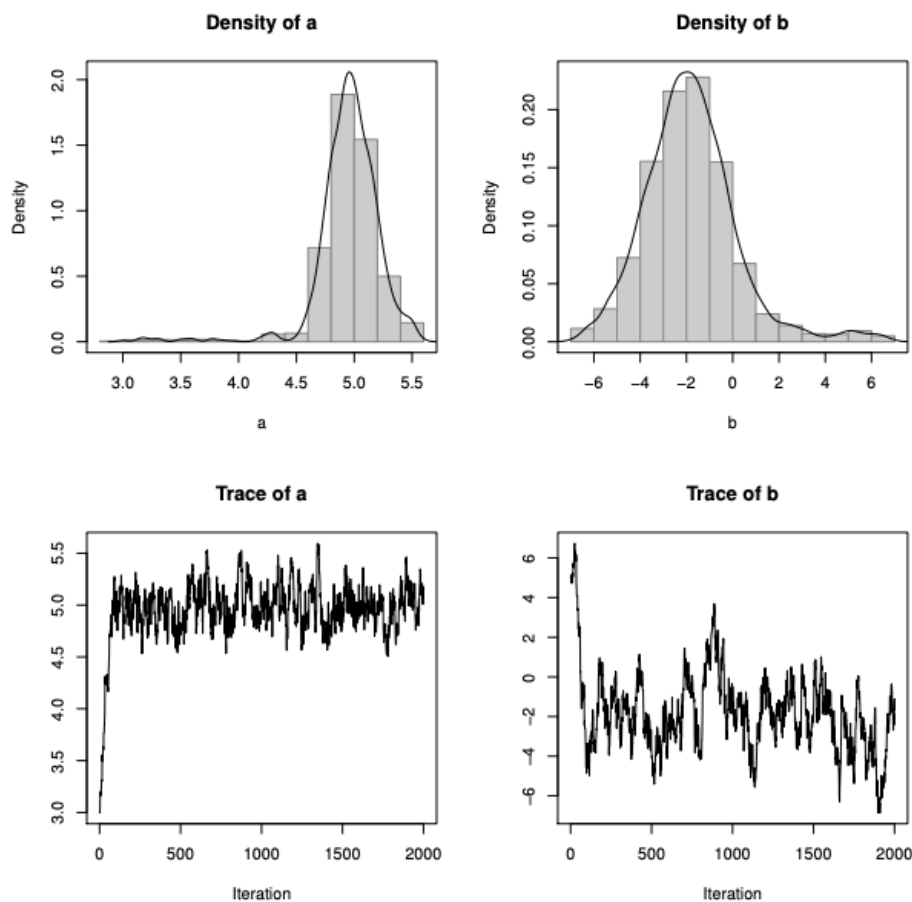 Density of a
Density of b
Density
0.0 0.5 1.0 1.5 2.0
3.0 3.5 4.0 4.5 5.0 5.5
a
Density
0.00 0.05 0.10 0.15 0.20
−6 −4 −2 0 2 4 6
b
Trace of a
Trace of b
3.0 3.5 4.0 4.5 5.0 5.5
0 500 1000 1500 2000
Iteration
−6 −4 −2 0 2 4 6
0 500 1000 1500 2000
Iteration